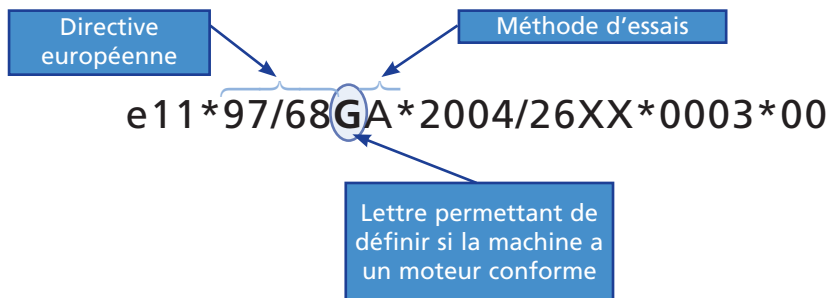 Directive
européenne
Méthode d'essais
e11*97/68GA*2004/26XX*0003*00
Lettre permettant de
définir si la machine a
un moteur conforme